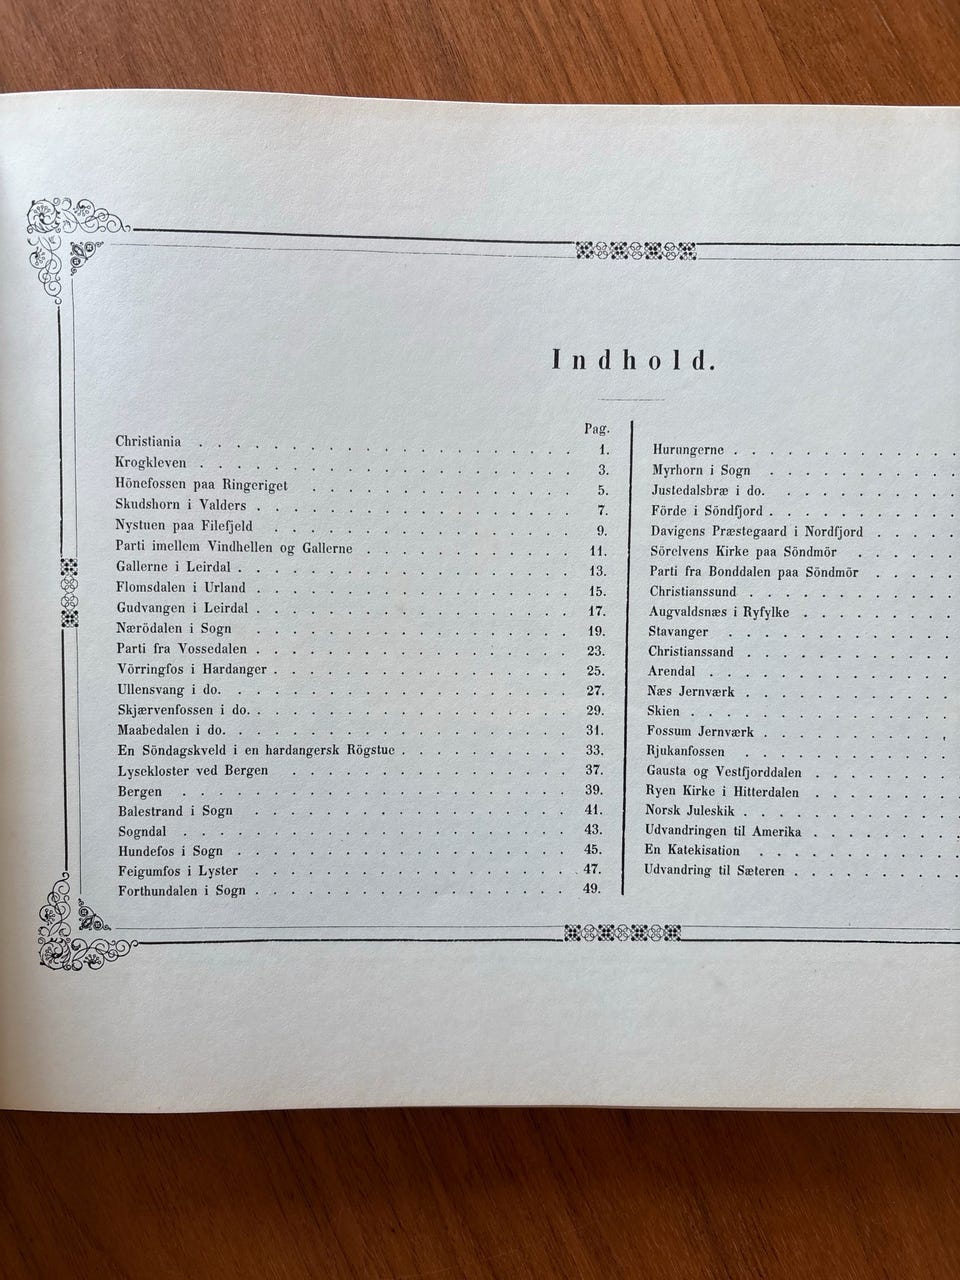 Indhold.
Pag.
Christiania . . . . . . . . . . . . . . . . . . . . 1.
Krogkleven . . . . . . . . . . . . . . . . . . . . 3.
Hönefossen paa Ringeriget . . . . . . . . . . . . . . 5.
Skudshorn i Valders . . . . . . . . . . . . . . . . . 7.
Nystuen paa Filefjeld . . . . . . . . . . . . . . . . 9.
Parti imellem Vindhellen og Gallerne . . . . . . . . . . . 11.
Gallerne i Leirdal . . . . . . . . . . . . . . . . . . 13.
Flomsdalen i Urland . . . . . . . . . . . . . . . . . 15.
Gudvangen i Leirdal . . . . . . . . . . . . . . . . . 17.
Nærödalen i Sogn . . . . . . . . . . . . . . . . . 19.
Parti fra Vossedalen . . . . . . . . . . . . . . . . . 23.
Vörringfos i Hardanger . . . . . . . . . . . . . . . . 25.
Ullensvang i do. . . . . . . . . . . . . . . . . . . 27.
Skjærvenfossen i do. . . . . . . . . . . . . . . . . . 29.
Maabedalen i do. . . . . . . . . . . . . . . . . . . 31.
En Söndagskveld i en hardangersk Rögstue . . . . . . . . . 33.
Lysekloster ved Bergen . . . . . . . . . . . . . . . 37.
Bergen . . . . . . . . . . . . . . . . . . . . . 39.
Balestrand i Sogn . . . . . . . . . . . . . . . . . . 41.
Sogndal . . . . . . . . . . . . . . . . . . . . . 43.
Hundefos i Sogn . . . . . . . . . . . . . . . . . . 45.
Feigumfos i Lyster . . . . . . . . . . . . . . . . . 47.
Forthundalen i Sogn . . . . . . . . . . . . . . . . . 49.
Hurungerne . . . . . . . . . . . . .
Myrhorn i Sogn . . . . . . . . . . .
Justedalsbræ i do. . . . . . . . . . .
Förde i Söndfjord . . . . . . . . . . .
Davigens Præstegaard i Nordfjord . . . . .
Sörelvens Kirke paa Söndmör . . . . . .
Parti fra Bonddalen paa Söndmör . . . . .
Christianssund . . . . . . . . . . . .
Augvaldsnæs i Ryfylke . . . . . . . . .
Stavanger . . . . . . . . . . . . .
Christianssand . . . . . . . . . . . .
Arendal . . . . . . . . . . . . . .
Næs Jernværk . . . . . . . . . . . .
Skien . . . . . . . . . . . . . . .
Fossum Jernværk . . . . . . . . . . .
Rjukanfossen . . . . . . . . . . . .
Gausta og Vestfjorddalen . . . . . . . .
Ryen Kirke i Hitterdalen . . . . . . . .
Norsk Juleskik . . . . . . . . . . . .
Udvandringen til Amerika . . . . . . . .
En Katekisation . . . . . . . . . . .
Udvandring til Sæteren . . . . . . . . .